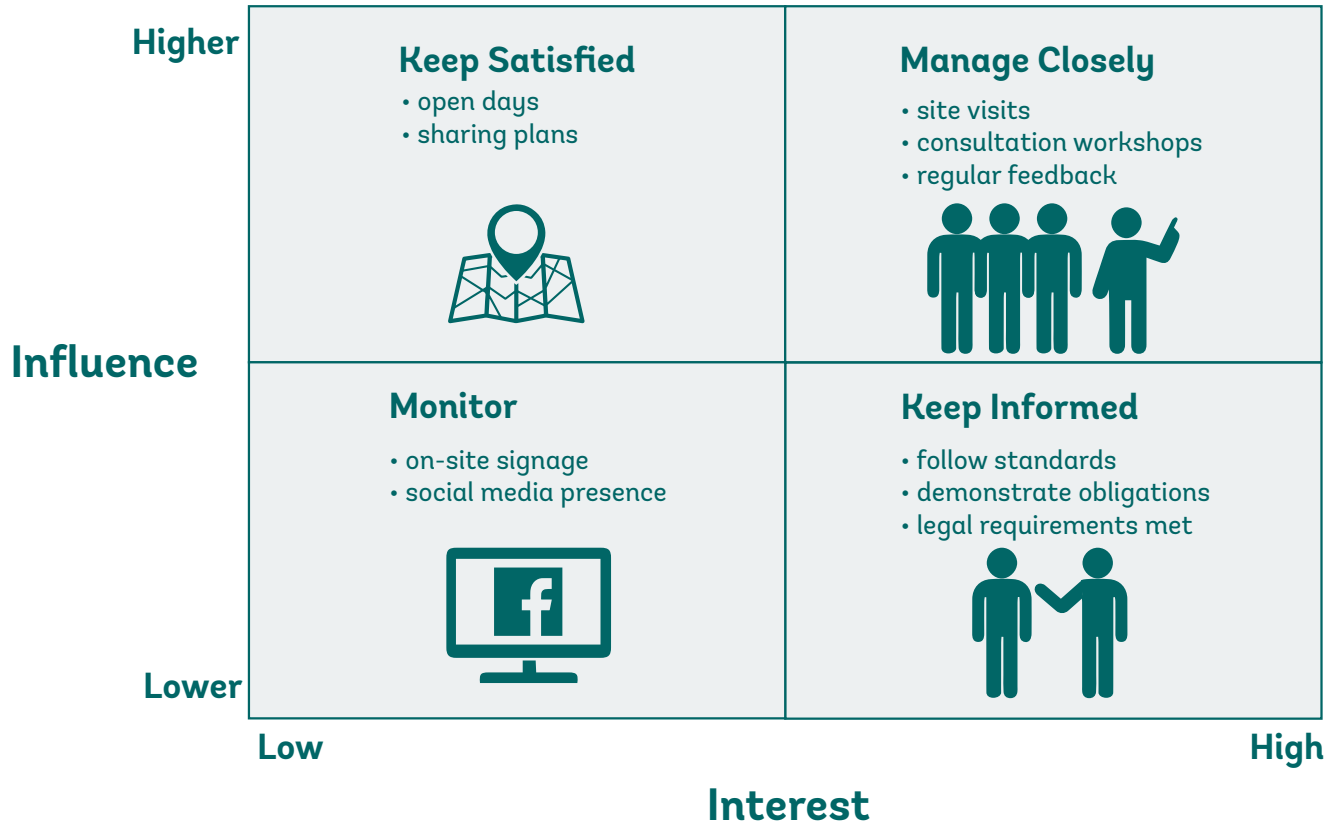 Higher
Keep Satisfied
• open days
• sharing plans
Manage Closely
• site visits
• consultation workshops
• regular feedback
Influence
Monitor
• on-site signage
• social media presence
f
Keep Informed
• follow standards
• demonstrate obligations
• legal requirements met
Lower
Low
High
Interest